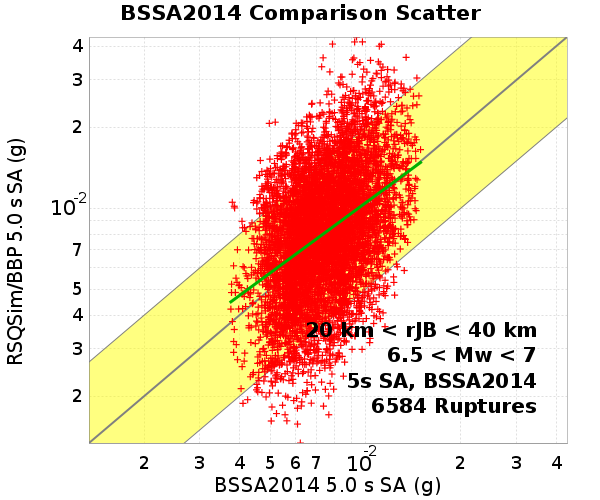 BSSA2014 Comparison Scatter
RSQSim/BBP 5.0 s SA (g)
4
3
2
10-2
7
5
4
3
2
20 km < rJB < 40 km
6.5 < Mw < 7
5s SA, BSSA2014
6584 Ruptures
2 3 4 5 6 7 10-2 2 3 4
BSSA2014 5.0 s SA (g)